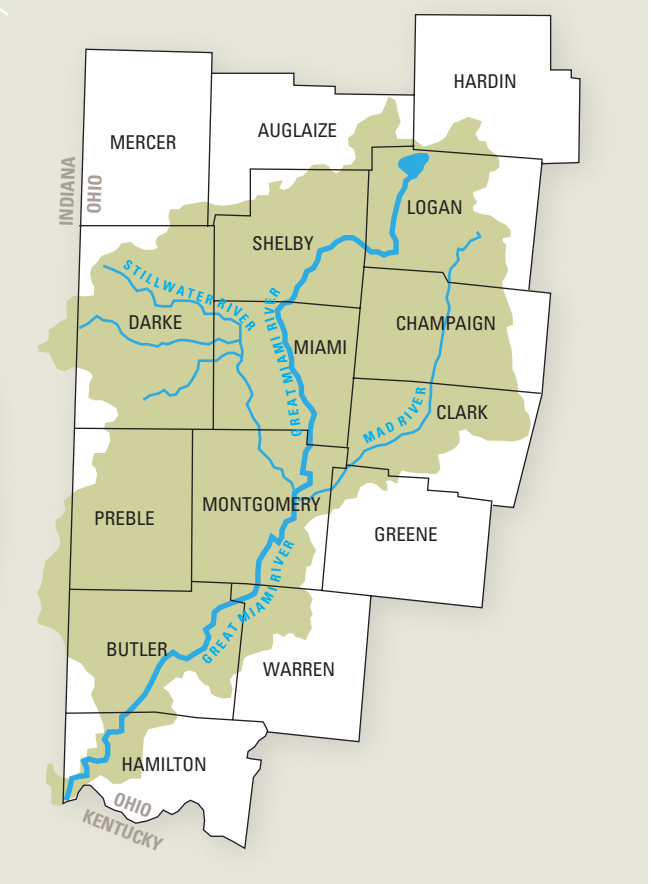 HARDIN
AUGLAIZE
MERCER
INDIANA
OHIO
LOGAN
SHELBY
STILLWATER RIVER
DARKE
GREAT MIAMI RIVER
MIAMI
CHAMPAIGN
MAD RIVER
CLARK
PREBLE
MONTGOMERY
GREENE
GREAT MIAMI RIVER
BUTLER
WARREN
HAMILTON
OHIO
KENTUCKY